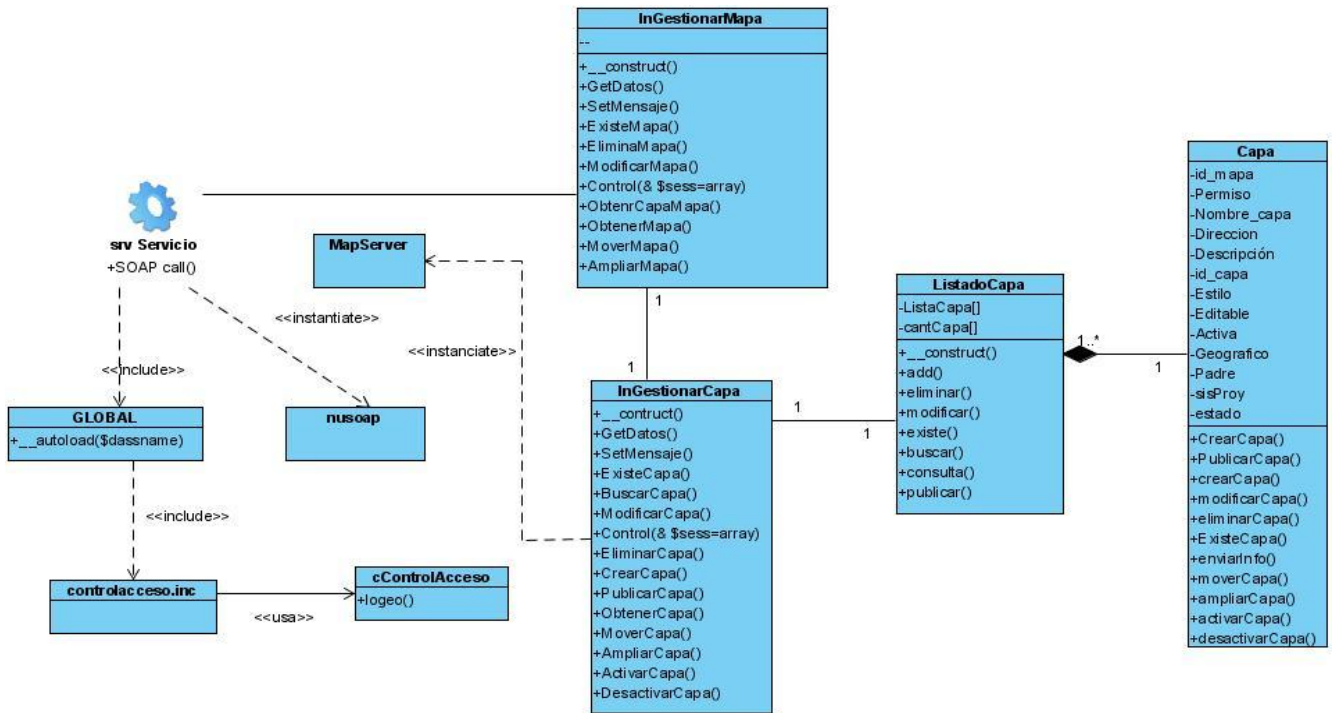 InGestionarMapa
--
+__construct()
+GetDatos()
+SetMensaje()
+ExisteMapa()
+EliminaMapa()
+ModificarMapa()
+Control(& $sess=array)
+ObtenrCapaMapa()
+ObtenerMapa()
+MoverMapa()
+AmpliarMapa()
srv Servicio
+SOAP call()
MapServer
<<instantiate>>
<<instanciate>>
<<include>>
GLOBAL
+__autoload($dassname)
nusoap
<<include>>
controlacceso.inc
<<usa>>
cControlAcceso
+logeo()
1
1
InGestionarCapa
+__contruct()
+GetDatos()
+SetMensaje()
+ExisteCapa()
+BuscarCapa()
+ModificarCapa()
+Control(& $sess=array)
+EliminarCapa()
+CrearCapa()
+PublicarCapa()
+ObtenerCapa()
+MoverCapa()
+AmpliarCapa()
+ActivarCapa()
+DesactivarCapa()
1
1
ListadoCapa
-ListaCapa[]
-cantCapa[]
+__construct()
+add()
+eliminar()
+modificar()
+existe()
+buscar()
+consulta()
+publicar()
1..*
1
Capa
-id_mapa
-Permiso
-Nombre_capa
-Direccion
-Descripción
-id_capa
-Estilo
-Editable
-Activa
-Geografico
-Padre
-sisProy
-estado
+CrearCapa()
+PublicarCapa()
+crearCapa()
+modificarCapa()
+eliminarCapa()
+ExisteCapa()
+enviarInfo()
+moverCapa()
+ampliarCapa()
+activarCapa()
+desactivarCapa()